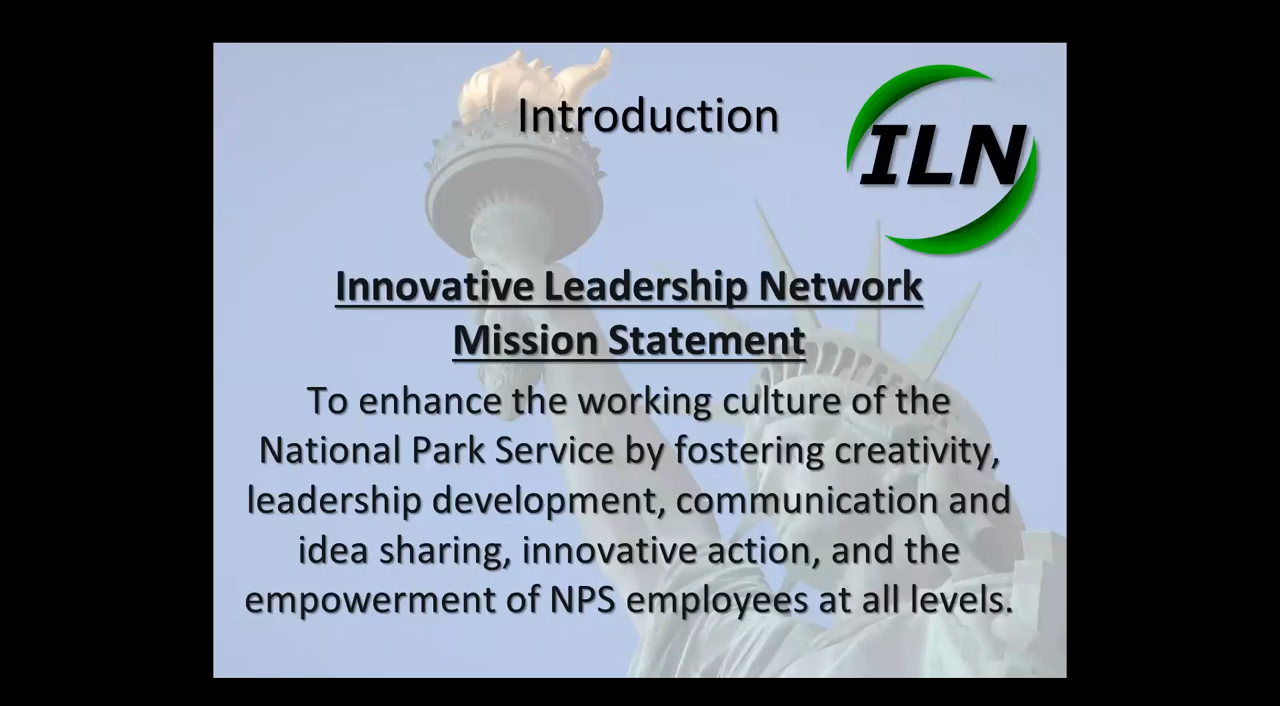 Introduction
ILN
Innovative Leadership Network
Mission Statement
To enhance the working culture of the
National Park Service by fostering creativity,
leadership development, communication and
idea sharing, innovative action, and the
empowerment of NPS employees at all levels.